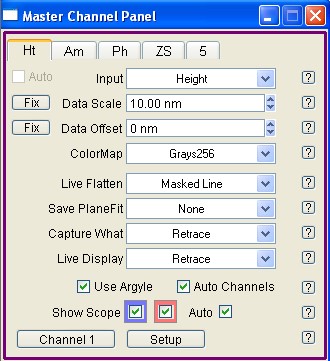 Master Channel Panel
Ht Am Ph ZS 5
Auto Input Height ?
Fix Data Scale 10.00 nm ?
Fix Data Offset 0 nm ?
ColorMap Grays256 ?
Live Flatten Masked Line ?
Save PlaneFit None ?
Capture What Retrace ?
Live Display Retrace ?
Use Argyle Auto Channels ?
Show Scope Auto ?
Channel 1 Setup ?